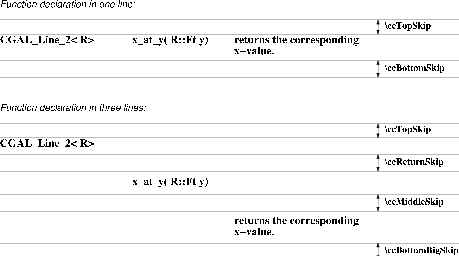 Function declaration in one line:
\ccTopSkip
CGAL_Line_2< R> x_at_y( R::Ft y) returns the corresponding
x-value.
\ccBottomSkip
Function declaration in three lines:
\ccTopSkip
CGAL_Line_2< R>
\ccReturnSkip
x_at_y( R::Ft y)
\ccMiddleSkip
returns the corresponding
x-value.
\ccBottomBigSkip